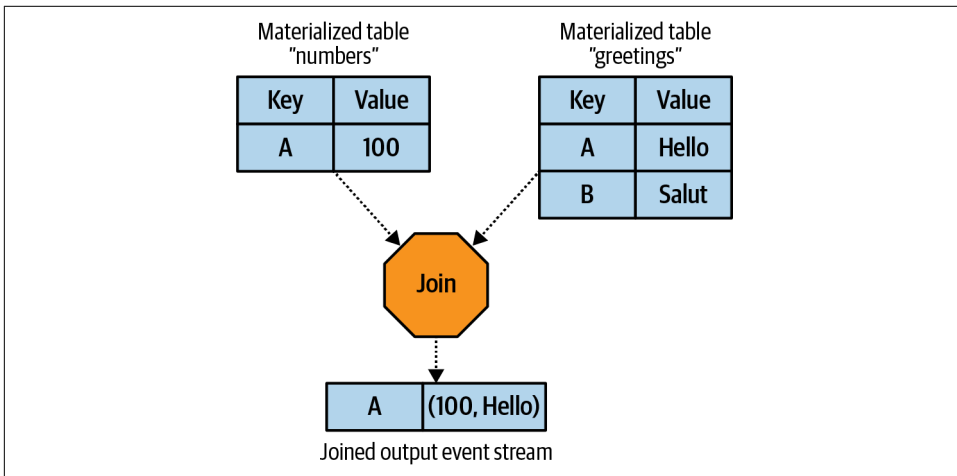 Materialized table
"numbers"
Key Value
A 100
Materialized table
"greetings"
Key Value
A Hello
B Salut
Join
A (100, Hello)
Joined output event stream